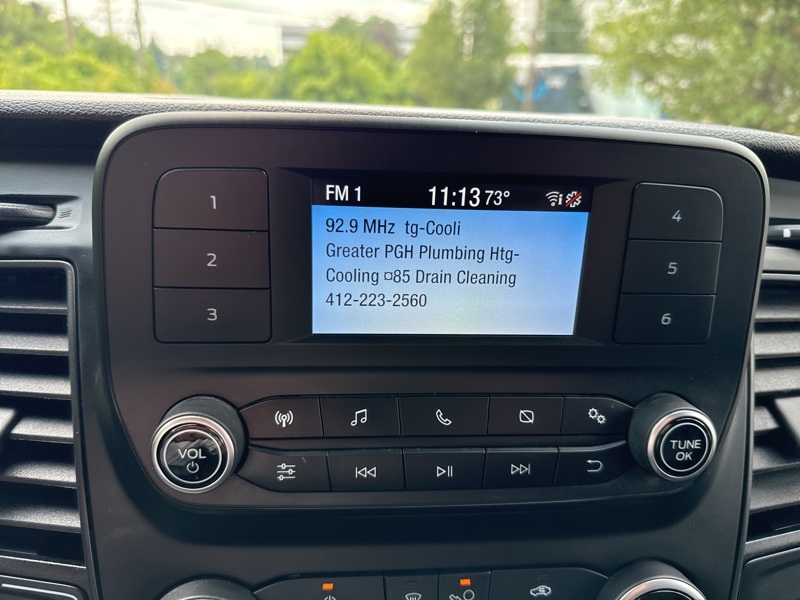 FM 1 11:13 73°
92.9 MHz tg-Cooli
Greater PGH Plumbing Htg-
Cooling ¤85 Drain Cleaning
412-223-2560
1
2
3
4
5
6
VOL
TUNE
OK